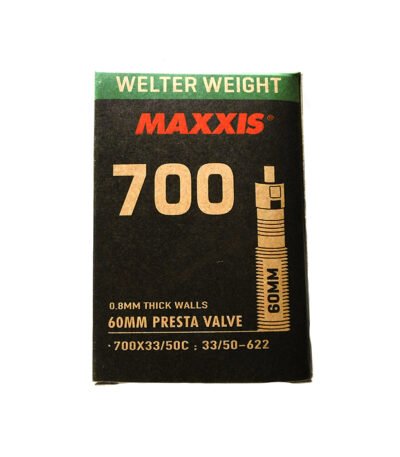 WELTER WEIGHT
MAXXIS®
700
60MM
0.8MM THICK WALLS
60MM PRESTA VALVE
·700X33/50C : 33/50-622